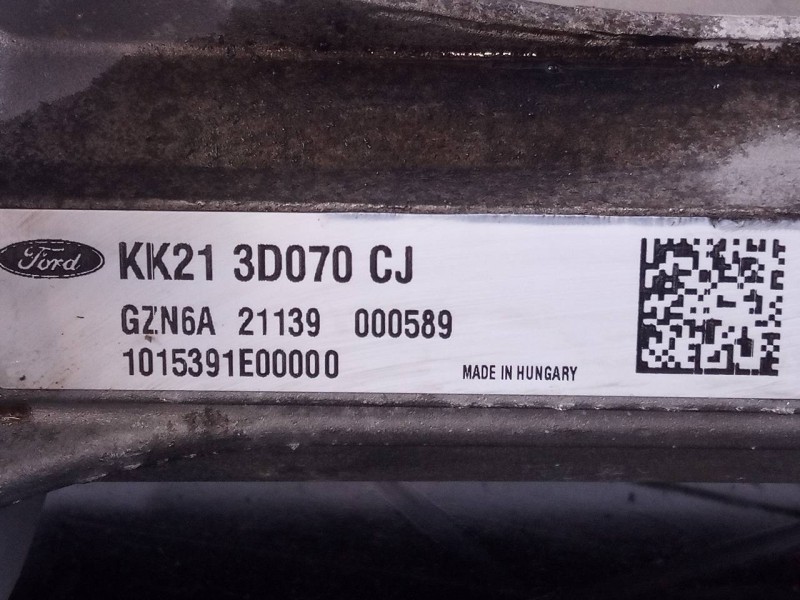 Ford KK21 3D070 CJ
GZN6A 21139 000589
1015391E00000
MADE IN HUNGARY